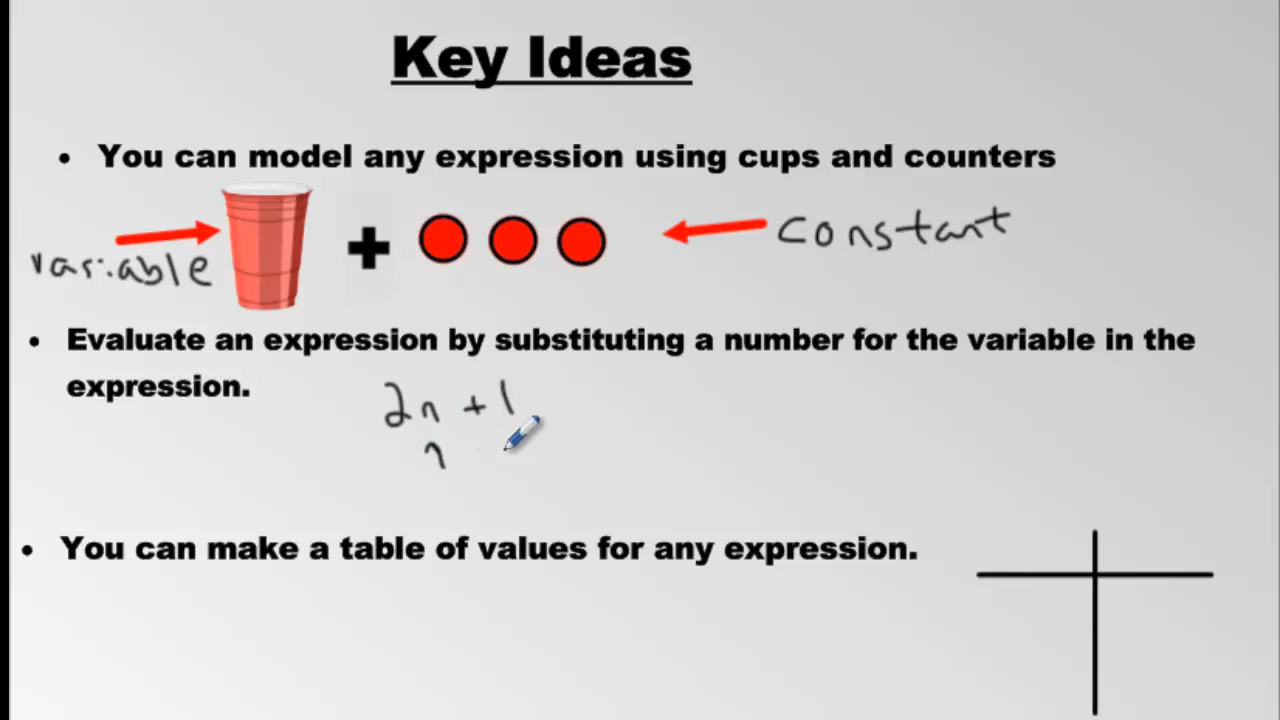 Key Ideas
• You can model any expression using cups and counters
variable + constant
• Evaluate an expression by substituting a number for the variable in the
expression.
2n + 1
n
• You can make a table of values for any expression.